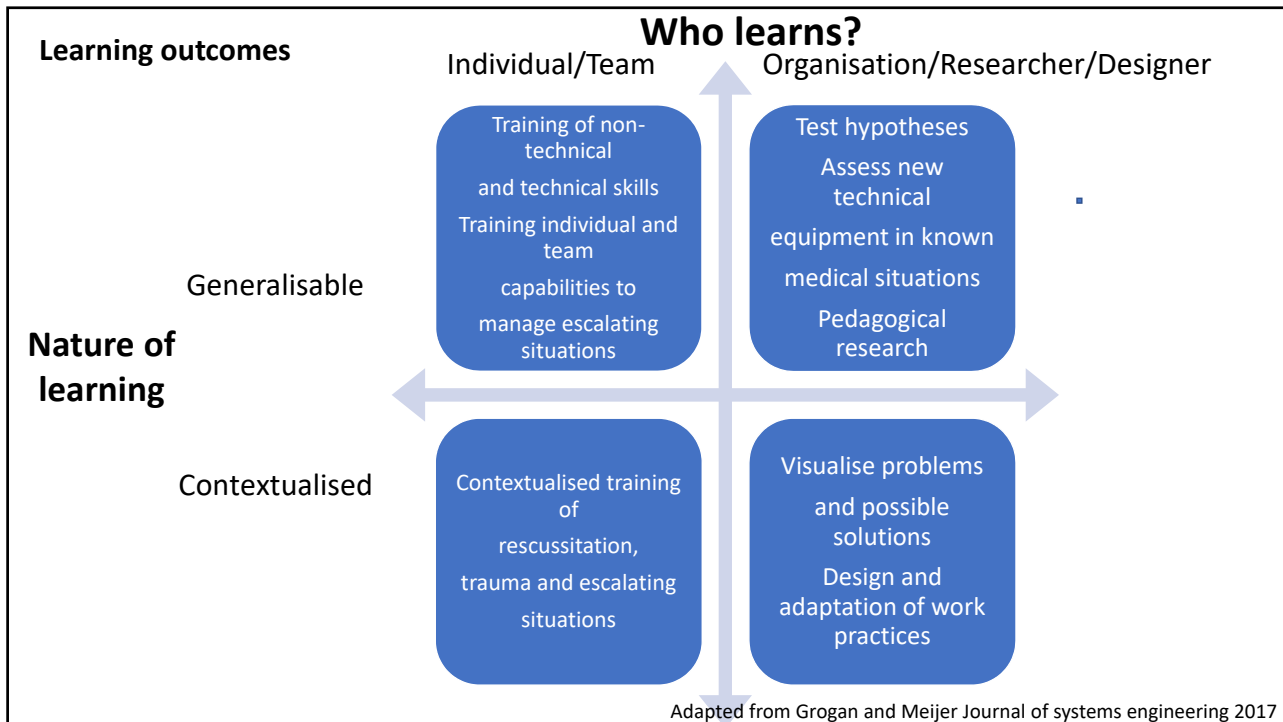 Learning outcomes
Who learns?
Individual/Team
Organisation/Researcher/Designer
Training of non-
technical
and technical skills
Training individual and
team
capabilities to
manage escalating
situations
Test hypotheses
Assess new
technical
equipment in known
medical situations
Pedagogical
research
Generalisable
Nature of
learning
Contextualised
Contextualised training
of
rescussitation,
trauma and escalating
situations
Visualise problems
and possible
solutions
Design and
adaptation of work
practices
Adapted from Grogan and Meijer Journal of systems engineering 2017